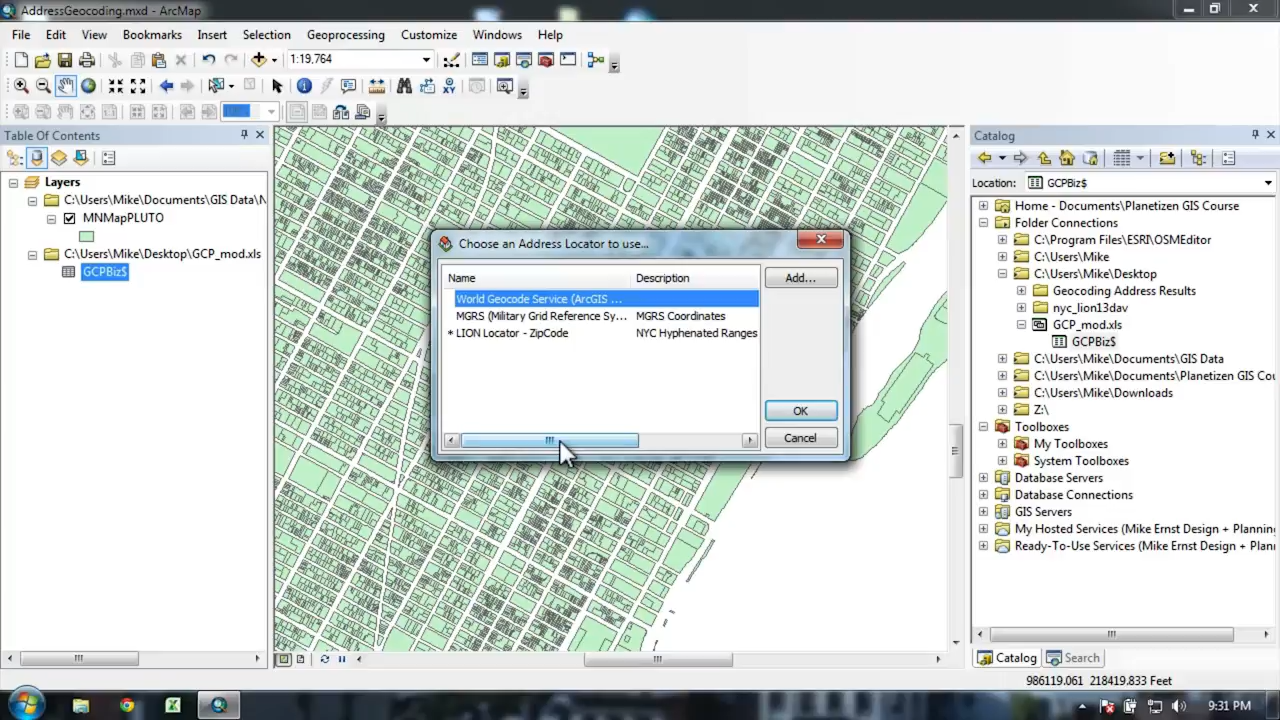 AddressGeocoding.mxd - ArcMap
File Edit View Bookmarks Insert Selection Geoprocessing Customize Windows Help
1:19,764
Table Of Contents
Layers
C:\Users\Mike\Documents\GIS Data\N
MNMapPLUTO
C:\Users\Mike\Desktop\GCP_mod.xls
GCPBiz$
Choose an Address Locator to use...
Name Description
World Geocode Service (ArcGIS ...
MGRS (Military Grid Reference Sy... MGRS Coordinates
* LION Locator - ZipCode NYC Hyphenated Ranges
Add...
OK
Cancel
Catalog
Location: GCPBiz$
Home - Documents\Planetizen GIS Course
Folder Connections
C:\Program Files\ESRI\OSMEditor
C:\Users\Mike
C:\Users\Mike\Desktop
Geocoding Address Results
nyc_lion13dav
GCP_mod.xls
GCPBiz$
C:\Users\Mike\Documents\GIS Data
C:\Users\Mike\Documents\Planetizen GIS Cou
C:\Users\Mike\Downloads
Z:\
Toolboxes
My Toolboxes
System Toolboxes
Database Servers
Database Connections
GIS Servers
My Hosted Services (Mike Ernst Design + Planning
Ready-To-Use Services (Mike Ernst Design + Plan
Catalog Search
986119.061 218419.833 Feet
9:31 PM